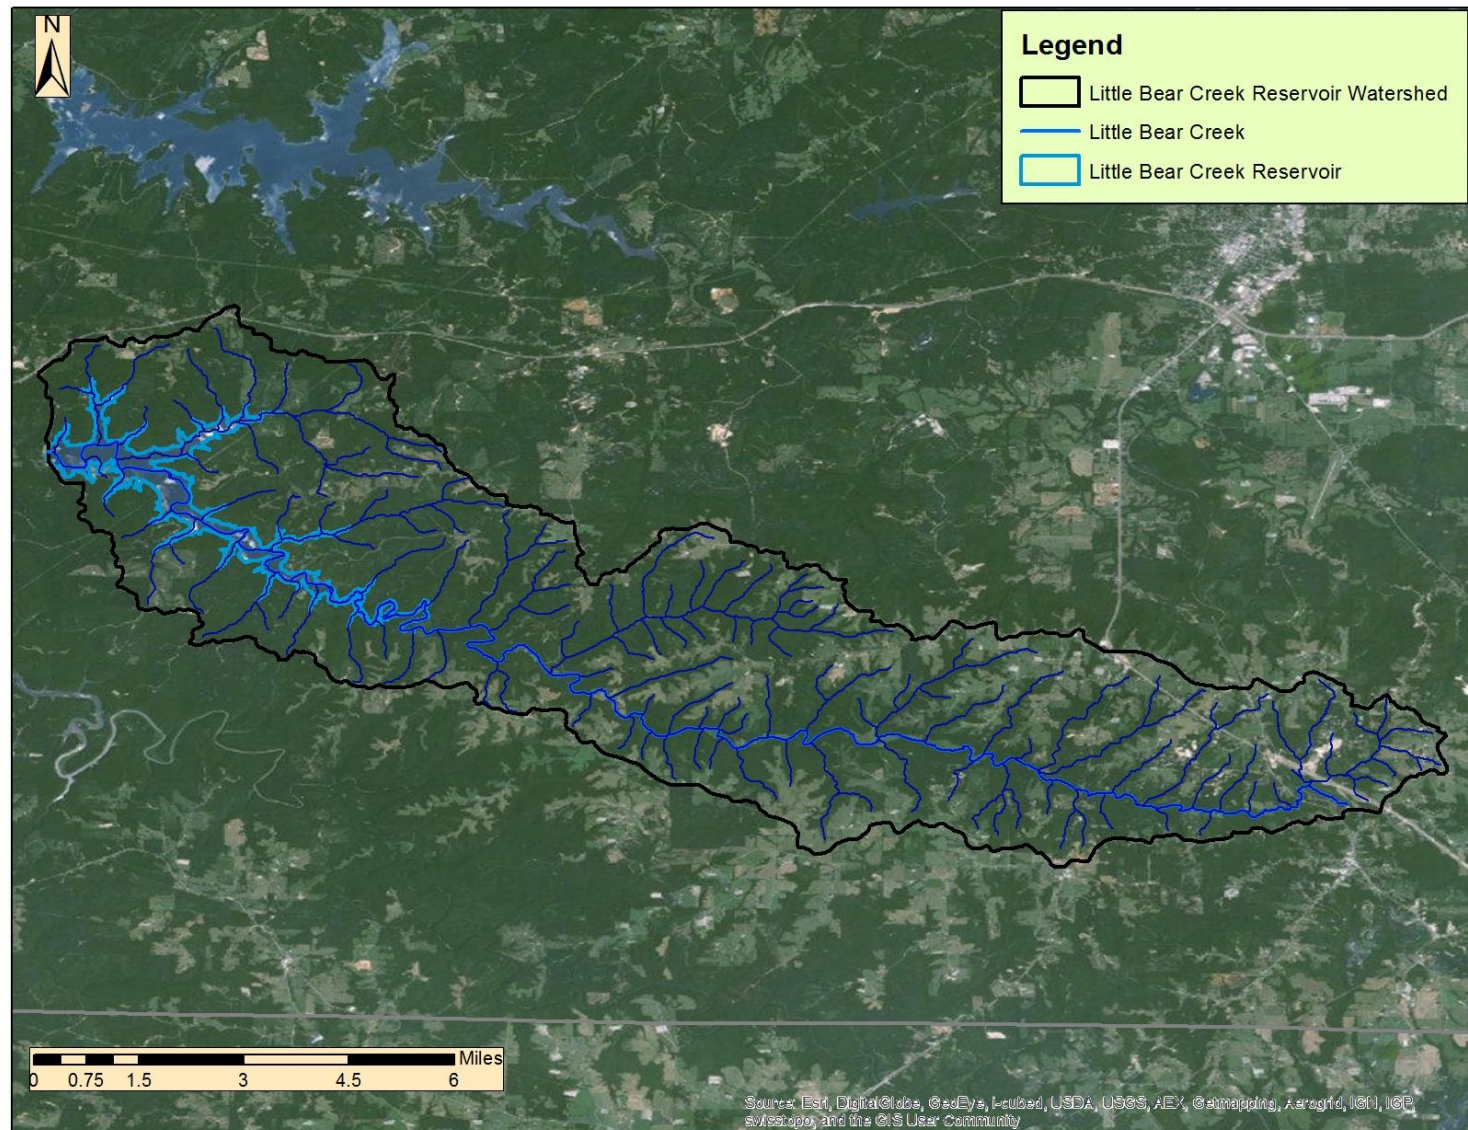 N
Legend
Little Bear Creek Reservoir Watershed
Little Bear Creek
Little Bear Creek Reservoir
Miles
0 0.75 1.5 3 4.5 6
Source: Esri, DigitalGlobe, GeoEye, i-cubed, USDA, USGS, AEX, Getmapping, Aerogrid, IGN, IGP,
swisstopo, and the GIS User Community